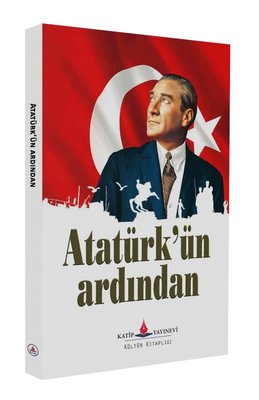 ATATÜRK'ÜN ARDINDAN
Atatürk'ün
ardından
KATİP YAYINEVİ
KÜLTÜR KİTAPLIĞI